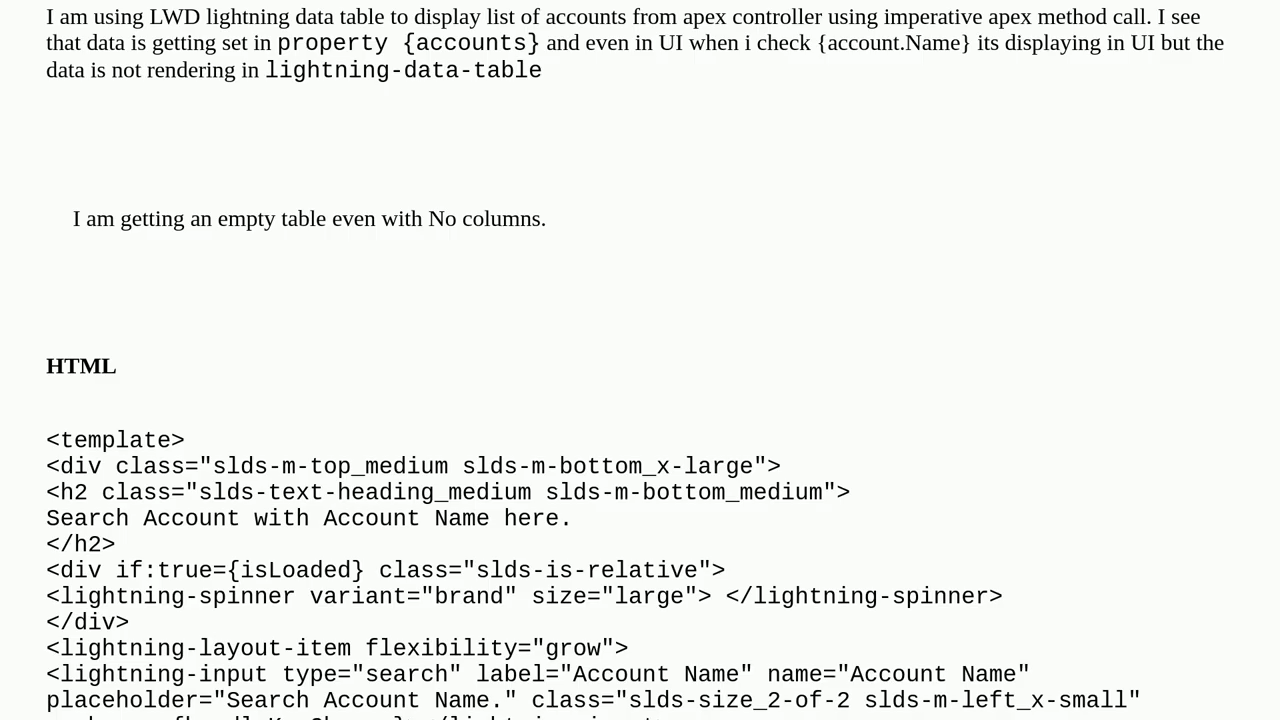 I am using LWD lightning data table to display list of accounts from apex controller using imperative apex method call. I see
that data is getting set in property {accounts} and even in UI when i check {account.Name} its displaying in UI but the
data is not rendering in lightning-data-table
I am getting an empty table even with No columns.
HTML
<template>
<div class="slds-m-top_medium slds-m-bottom_x-large">
<h2 class="slds-text-heading_medium slds-m-bottom_medium">
Search Account with Account Name here.
</h2>
<div if:true={isLoaded} class="slds-is-relative">
<lightning-spinner variant="brand" size="large"> </lightning-spinner>
</div>
<lightning-layout-item flexibility="grow">
<lightning-input type="search" label="Account Name" name="Account Name"
placeholder="Search Account Name." class="slds-size_2-of-2 slds-m-left_x-small"